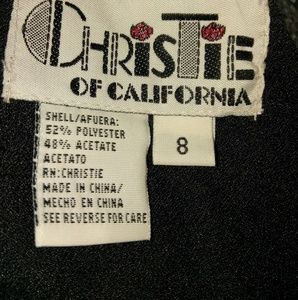 CHRISTIE
OF CALIFORNIA
SHELL/AFUERA:
52% POLYESTER
48% ACETATE
ACETATO
RN:CHRISTIE
MADE IN CHINA/
MECHO EN CHINA
SEE REVERSE FOR CARE
8